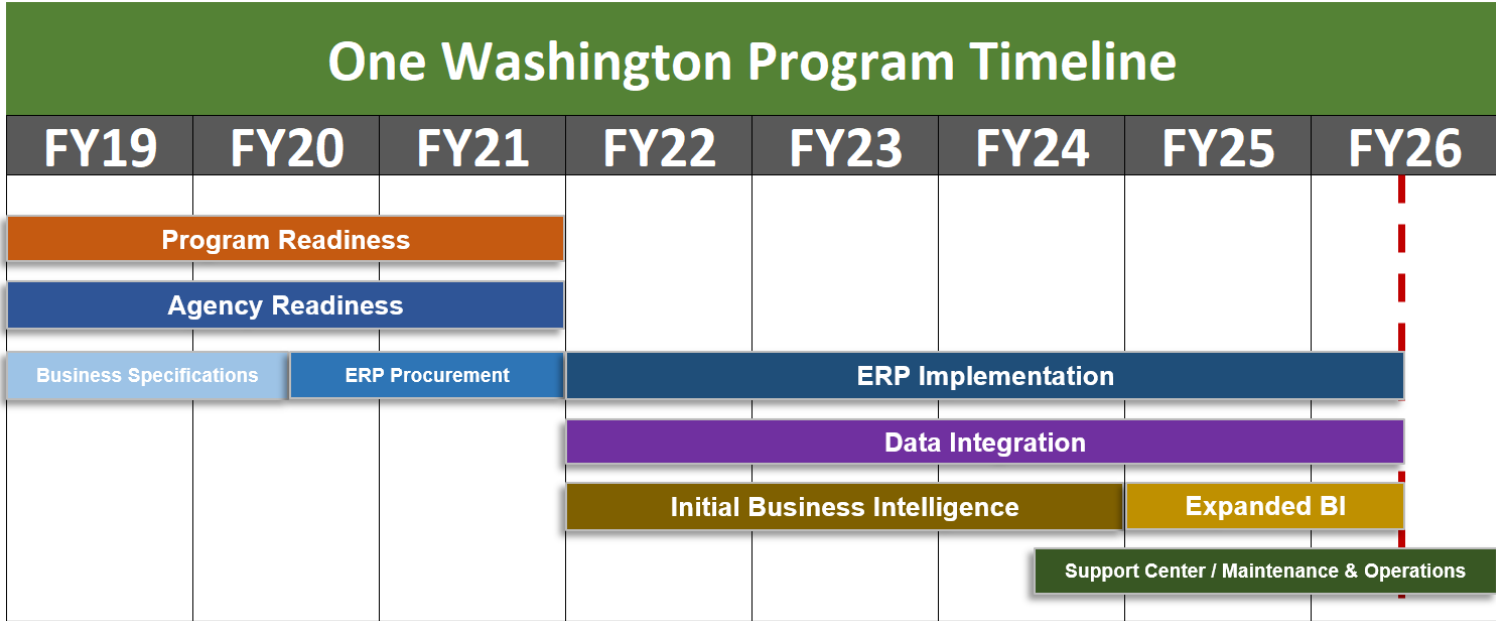 One Washington Program Timeline
FY19 FY20 FY21 FY22 FY23 FY24 FY25 FY26
Program Readiness
Agency Readiness
Business Specifications ERP Procurement ERP Implementation
Data Integration
Initial Business Intelligence Expanded BI
Support Center / Maintenance & Operations